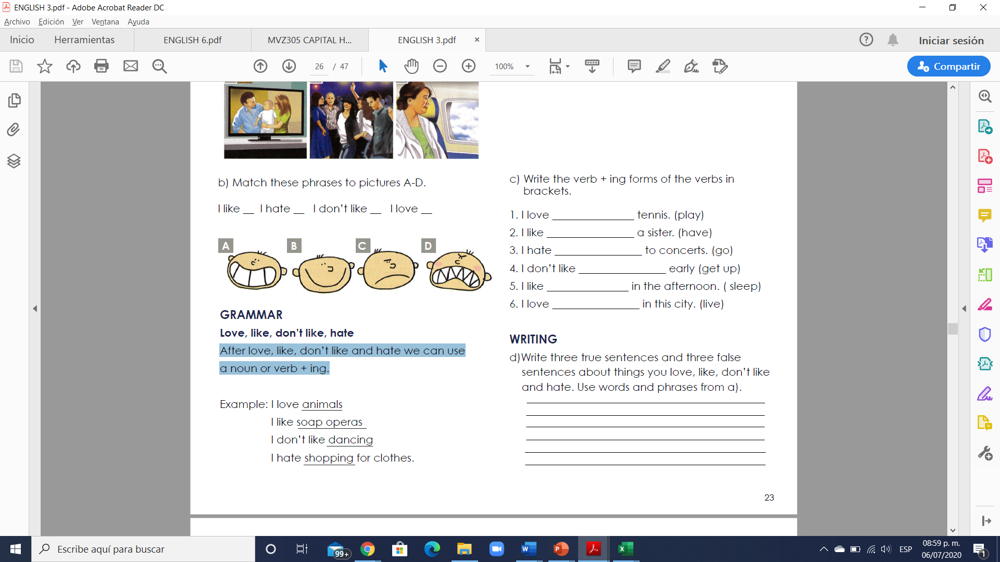 ENGLISH 3.pdf - Adobe Acrobat Reader DC
Archivo Edición Ver Ventana Ayuda
Inicio Herramientas ENGLISH 6.pdf MVZ305 CAPITAL H... ENGLISH 3.pdf × Iniciar sesión
26 / 47 100% Compartir
b) Match these phrases to pictures A-D.
I like __ I hate __ I don't like __ I love __
A B C D
GRAMMAR
Love, like, don't like, hate
After love, like, don't like and hate we can use
a noun or verb + ing.
Example: I love animals
I like soap operas
I don't like dancing
I hate shopping for clothes.
c) Write the verb + ing forms of the verbs in
brackets.
1. I love ______________ tennis. (play)
2. I like _______________ a sister. (have)
3. I hate _______________ to concerts. (go)
4. I don't like _______________ early (get up)
5. I like ______________ in the afternoon. ( sleep)
6. I love _______________ in this city. (live)
WRITING
d)Write three true sentences and three false
sentences about things you love, like, don't like
and hate. Use words and phrases from a).
23
Escribe aquí para buscar
99+
ESP
08:59 p. m.
06/07/2020
1